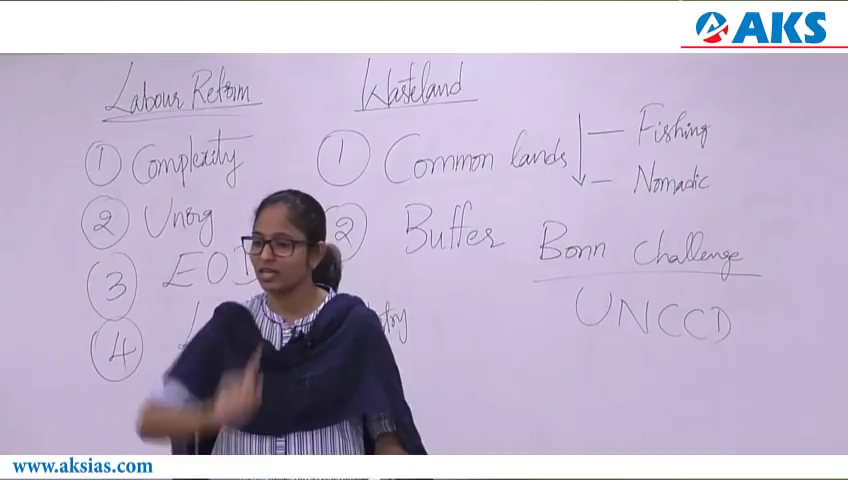 AKS
Labour Reform
① Complexity
② Unorg
③ EOD
④
Wasteland
① Common lands
② Buffer
Fishing
Nomadic
Bonn Challenge
UNCCD
www.aksias.com